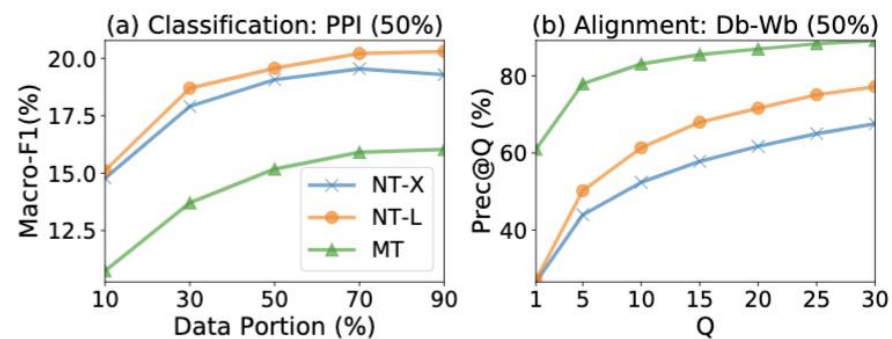 (a) Classification: PPI (50%)
Macro-F1(%)
20.0
17.5
15.0
12.5
NT-X
NT-L
MT
10 30 50 70 90
Data Portion (%)
(b) Alignment: Db-Wb (50%)
Prec@Q (%)
80
60
40
1 5 10 15 20 25 30
Q